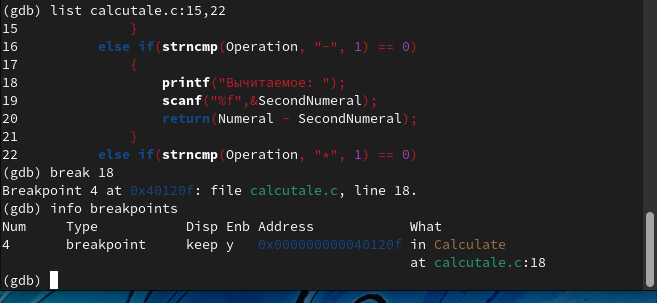 (gdb) list calcutale.c:15,22
15 }
16 else if(strncmp(Operation, "-", 1) == 0)
17 {
18 printf("Вычитаемое: ");
19 scanf("%f",&SecondNumeral);
20 return(Numeral - SecondNumeral);
21 }
22 else if(strncmp(Operation, "*", 1) == 0)
(gdb) break 18
Breakpoint 4 at 0x40120f: file calcutale.c, line 18.
(gdb) info breakpoints
Num Type Disp Enb Address What
4 breakpoint keep y 0x000000000040120f in Calculate
at calcutale.c:18
(gdb)